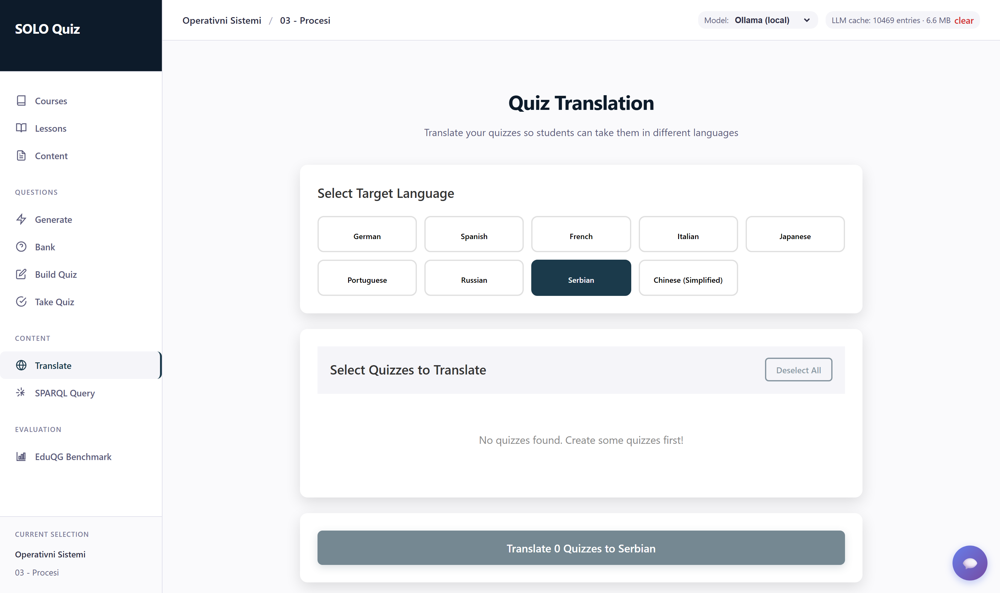 SOLO Quiz
Courses
Lessons
Content
QUESTIONS
Generate
Bank
Build Quiz
Take Quiz
CONTENT
Translate
SPARQL Query
EVALUATION
EduQG Benchmark
CURRENT SELECTION
Operativni Sistemi
03 - Procesi
Operativni Sistemi / 03 - Procesi
Model: Ollama (local)
LLM cache: 10469 entries · 6.6 MB clear
Quiz Translation
Translate your quizzes so students can take them in different languages
Select Target Language
German Spanish French Italian Japanese
Portuguese Russian Serbian Chinese (Simplified)
Select Quizzes to Translate
Deselect All
No quizzes found. Create some quizzes first!
Translate 0 Quizzes to Serbian